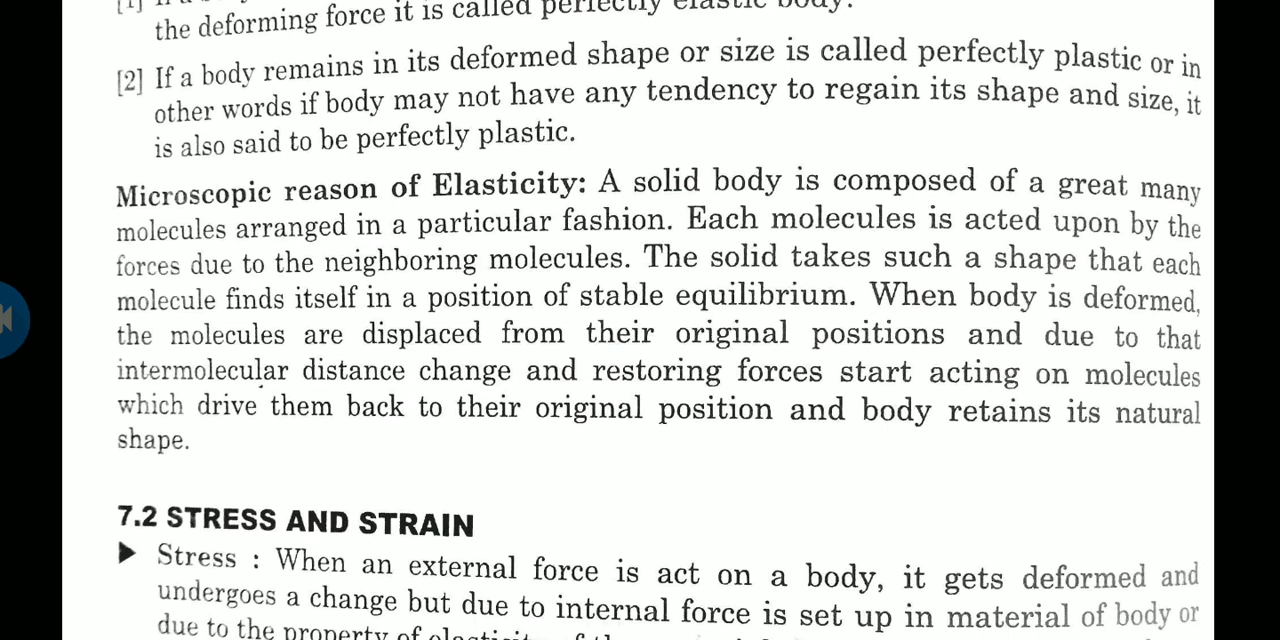 the deforming force it is called perfectly elastic body.
[2] If a body remains in its deformed shape or size is called perfectly plastic or in
other words if body may not have any tendency to regain its shape and size, it
is also said to be perfectly plastic.
Microscopic reason of Elasticity: A solid body is composed of a great many
molecules arranged in a particular fashion. Each molecules is acted upon by the
forces due to the neighboring molecules. The solid takes such a shape that each
molecule finds itself in a position of stable equilibrium. When body is deformed,
the molecules are displaced from their original positions and due to that
intermolecular distance change and restoring forces start acting on molecules
which drive them back to their original position and body retains its natural
shape.
7.2 STRESS AND STRAIN
Stress : When an external force is act on a body, it gets deformed and
undergoes a change but due to internal force is set up in material of body or
due to the property of